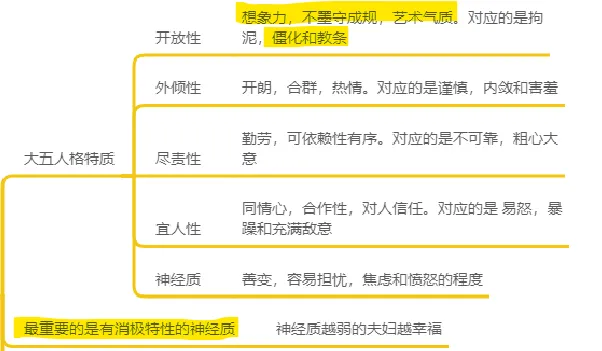 想象力，不墨守成规，艺术气质。对应的是拘
开放性
泥，僵化和教条
外倾性
开朗，合群，热情。对应的是谨慎，内敛和害羞
勤劳，可依赖性有序。对应的是不可靠，粗心大
大五人格特质
尽责性
意
同情心，合作性，对人信任。对应的是 易怒，暴
宜人性
躁和充满敌意
神经质
善变，容易担忧，焦虑和愤怒的程度
最重要的是有消极特性的神经质
神经质越弱的夫妇越幸福